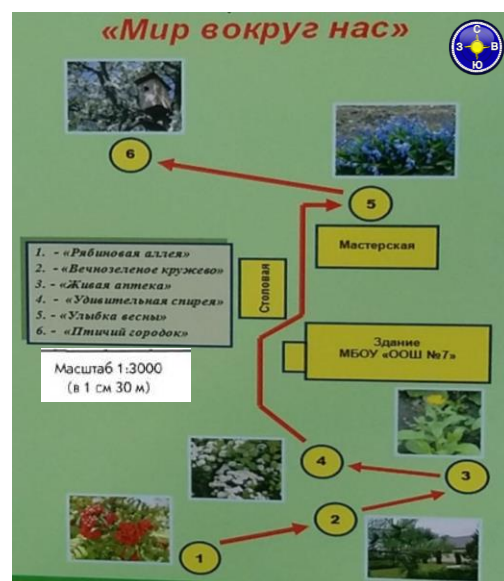 «Мир вокруг нас»
С
З В
Ю
6
5
Мастерская
1. - «Рябиновая аллея»
2. - «Вечнозеленое кружево»
3. - «Живая аптека»
4. - «Удивительная спирея»
5. - «Улыбка весны»
6. - «Птичий городок»
Столовая
Масштаб 1:3000
(в 1 см 30 м)
Здание
МБОУ «ООШ №7»
4
3
2
1